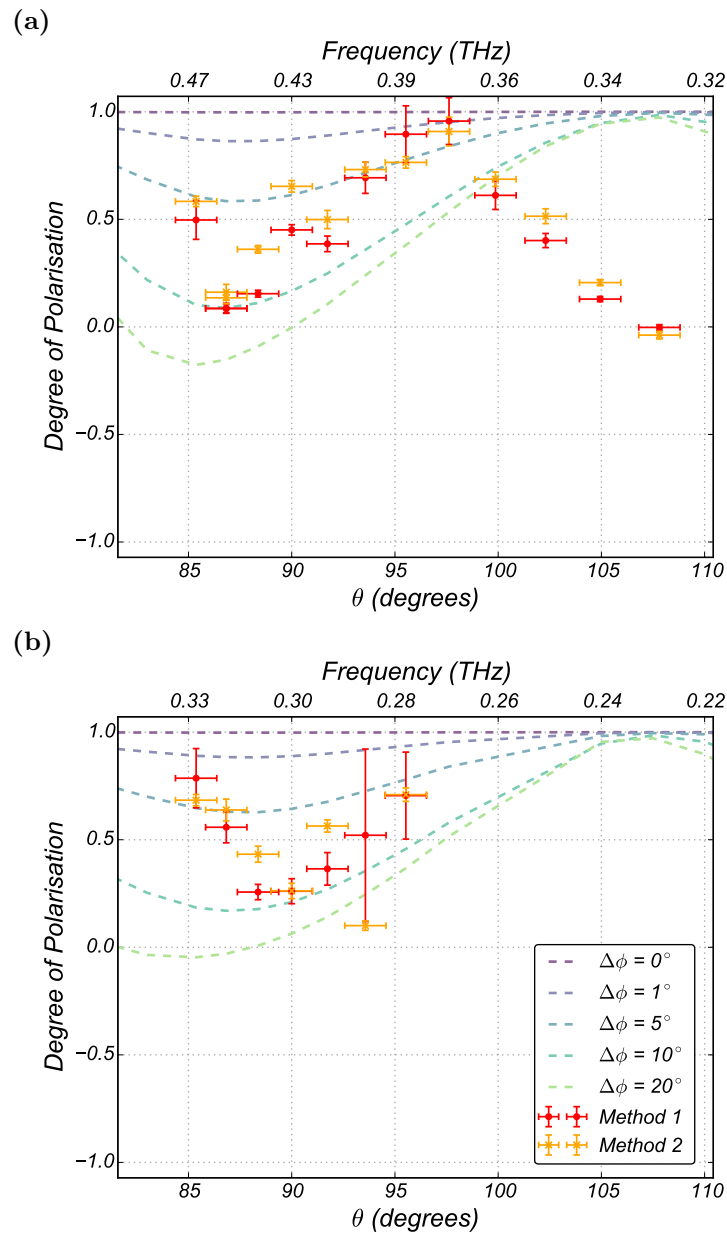 (a)
Frequency (THz)
0.47 0.43 0.39 0.36 0.34 0.32
1.0
0.5
0.0
−0.5
−1.0
Degree of Polarisation
85 90 95 100 105 110
θ (degrees)
(b)
Frequency (THz)
0.33 0.30 0.28 0.26 0.24 0.22
1.0
0.5
0.0
−0.5
−1.0
Degree of Polarisation
Δϕ = 0°
Δϕ = 1°
Δϕ = 5°
Δϕ = 10°
Δϕ = 20°
Method 1
Method 2
85 90 95 100 105 110
θ (degrees)